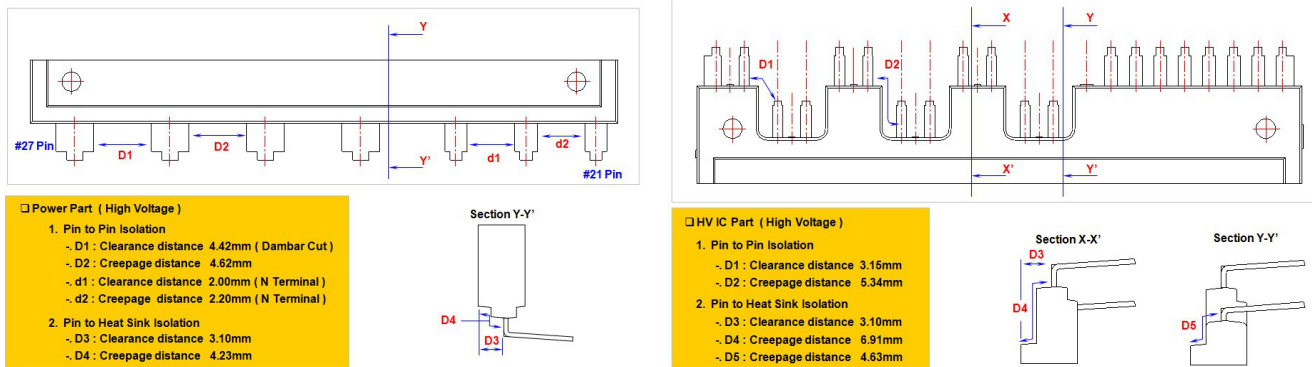 Y
#27 Pin
D1
D2
d1
d2
Y'
#21 Pin
❑ Power Part ( High Voltage )
1. Pin to Pin Isolation
-. D1 : Clearance distance 4.42mm ( Dambar Cut )
-. D2 : Creepage distance 4.62mm
-. d1 : Clearance distance 2.00mm ( N Terminal )
-. d2 : Creepage distance 2.20mm ( N Terminal )
2. Pin to Heat Sink Isolation
-. D3 : Clearance distance 3.10mm
-. D4 : Creepage distance 4.23mm
Section Y-Y'
D4
D3
X
Y
D1
D2
X'
Y'
❑ HV IC Part ( High Voltage )
1. Pin to Pin Isolation
-. D1 : Clearance distance 3.15mm
-. D2 : Creepage distance 5.34mm
2. Pin to Heat Sink Isolation
-. D3 : Clearance distance 3.10mm
-. D4 : Creepage distance 6.91mm
-. D5 : Creepage distance 4.63mm
Section X-X'
D3
D4
Section Y-Y'
D5